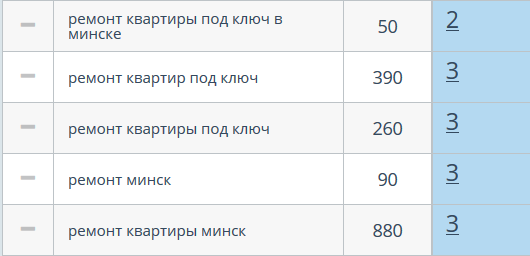 ремонт квартиры под ключ в
минске 50 2
ремонт квартир под ключ 390 3
ремонт квартиры под ключ 260 3
ремонт минск 90 3
ремонт квартиры минск 880 3